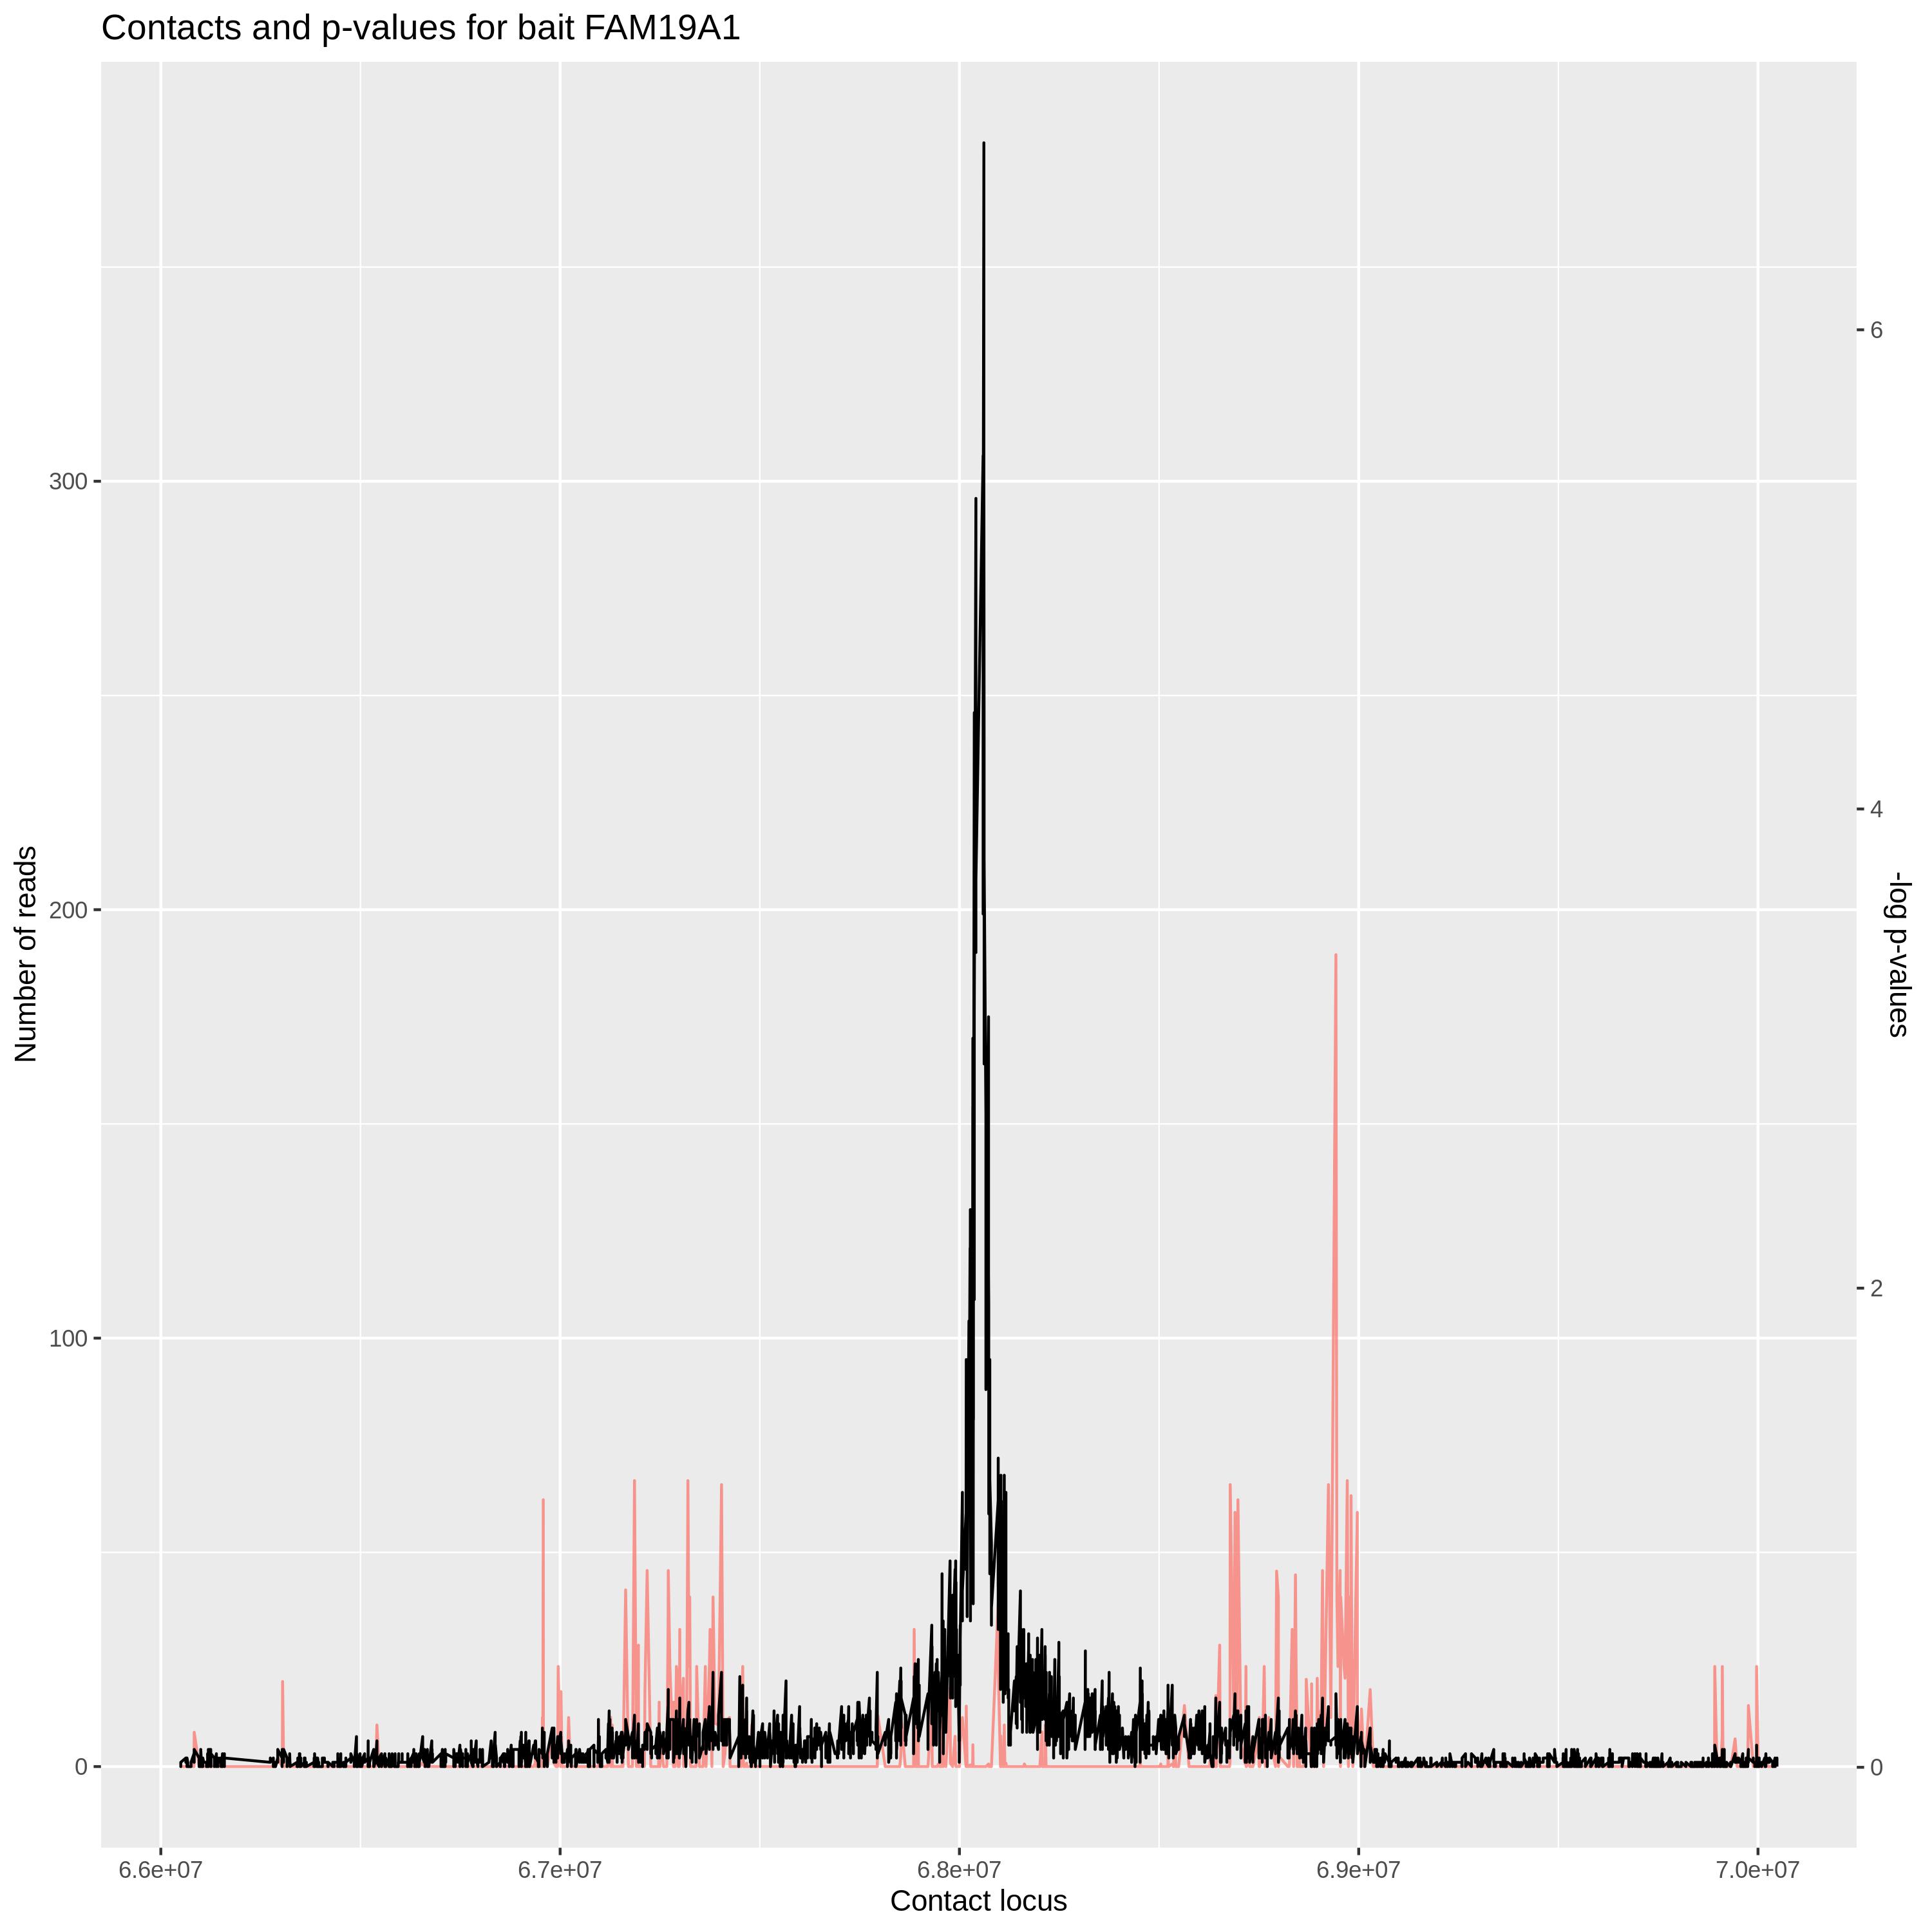 Contacts and p-values for bait FAM19A1
Number of reads
300
200
100
0
6
4
2
0
-log p-values
6.6e+07 6.7e+07 6.8e+07 6.9e+07 7.0e+07
Contact locus